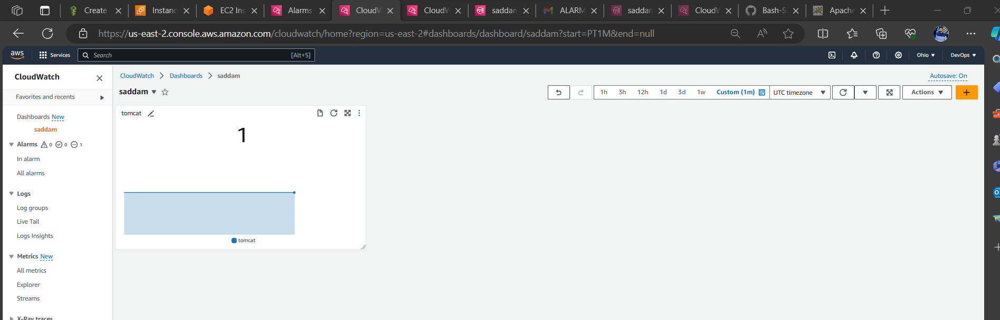 Create
Instanc
EC2 Ins
Alarms
CloudW
CloudW
saddam
ALARM
saddan
CloudW
Bash-S
Apache
https://us-east-2.console.aws.amazon.com/cloudwatch/home?region=us-east-2#dashboards/dashboard/saddam?start=PT1M&end=null
aws
Services
Search
[Alt+S]
Ohio
DevOps
CloudWatch
Favorites and recents
Dashboards New
saddam
Alarms 0 0 1
In alarm
All alarms
Logs
Log groups
Live Tail
Logs Insights
Metrics New
All metrics
Explorer
Streams
X-Ray traces
CloudWatch > Dashboards > saddam
Autosave: On
saddam
1h 3h 12h 1d 3d 1w Custom (1m) UTC timezone
Actions
tomcat
1
tomcat